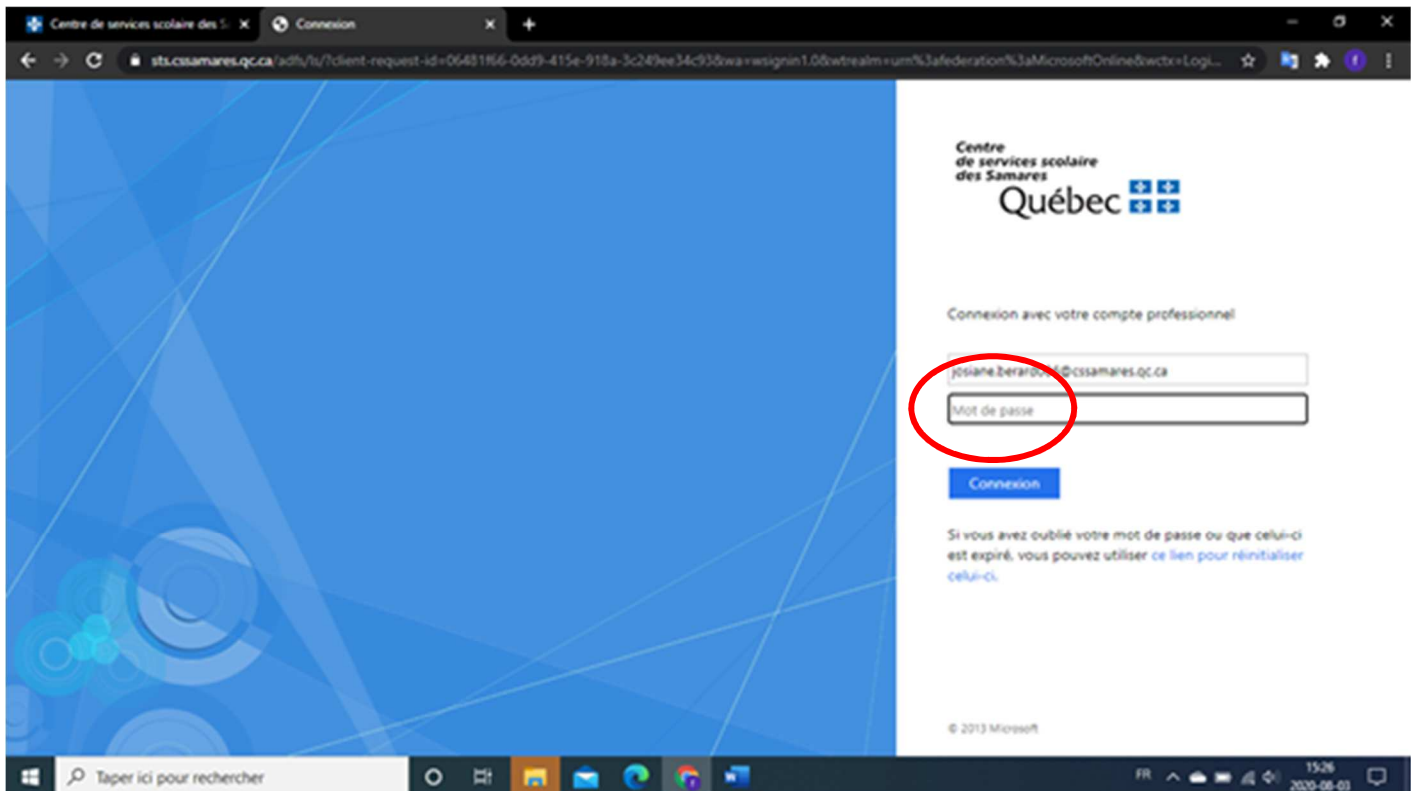 Centre de services scolaire des S
Connexion
sts.cssamares.qc.ca/adfs/ls/?client-request-id=06481f66-0dd9-415e-918a-3c249ee34c93&wa=wsignin1.0&wtrealm=urn%3afederation%3aMicrosoftOnline&wctx=Logi...
Centre
de services scolaire
des Samares
Québec
Connexion avec votre compte professionnel
@cssamares.qc.ca
Mot de passe
Connexion
Si vous avez oublié votre mot de passe ou que celui-ci
est expiré, vous pouvez utiliser ce lien pour réinitialiser
celui-ci.
© 2013 Microsoft
Taper ici pour rechercher
FR
15:26
2020-08-03